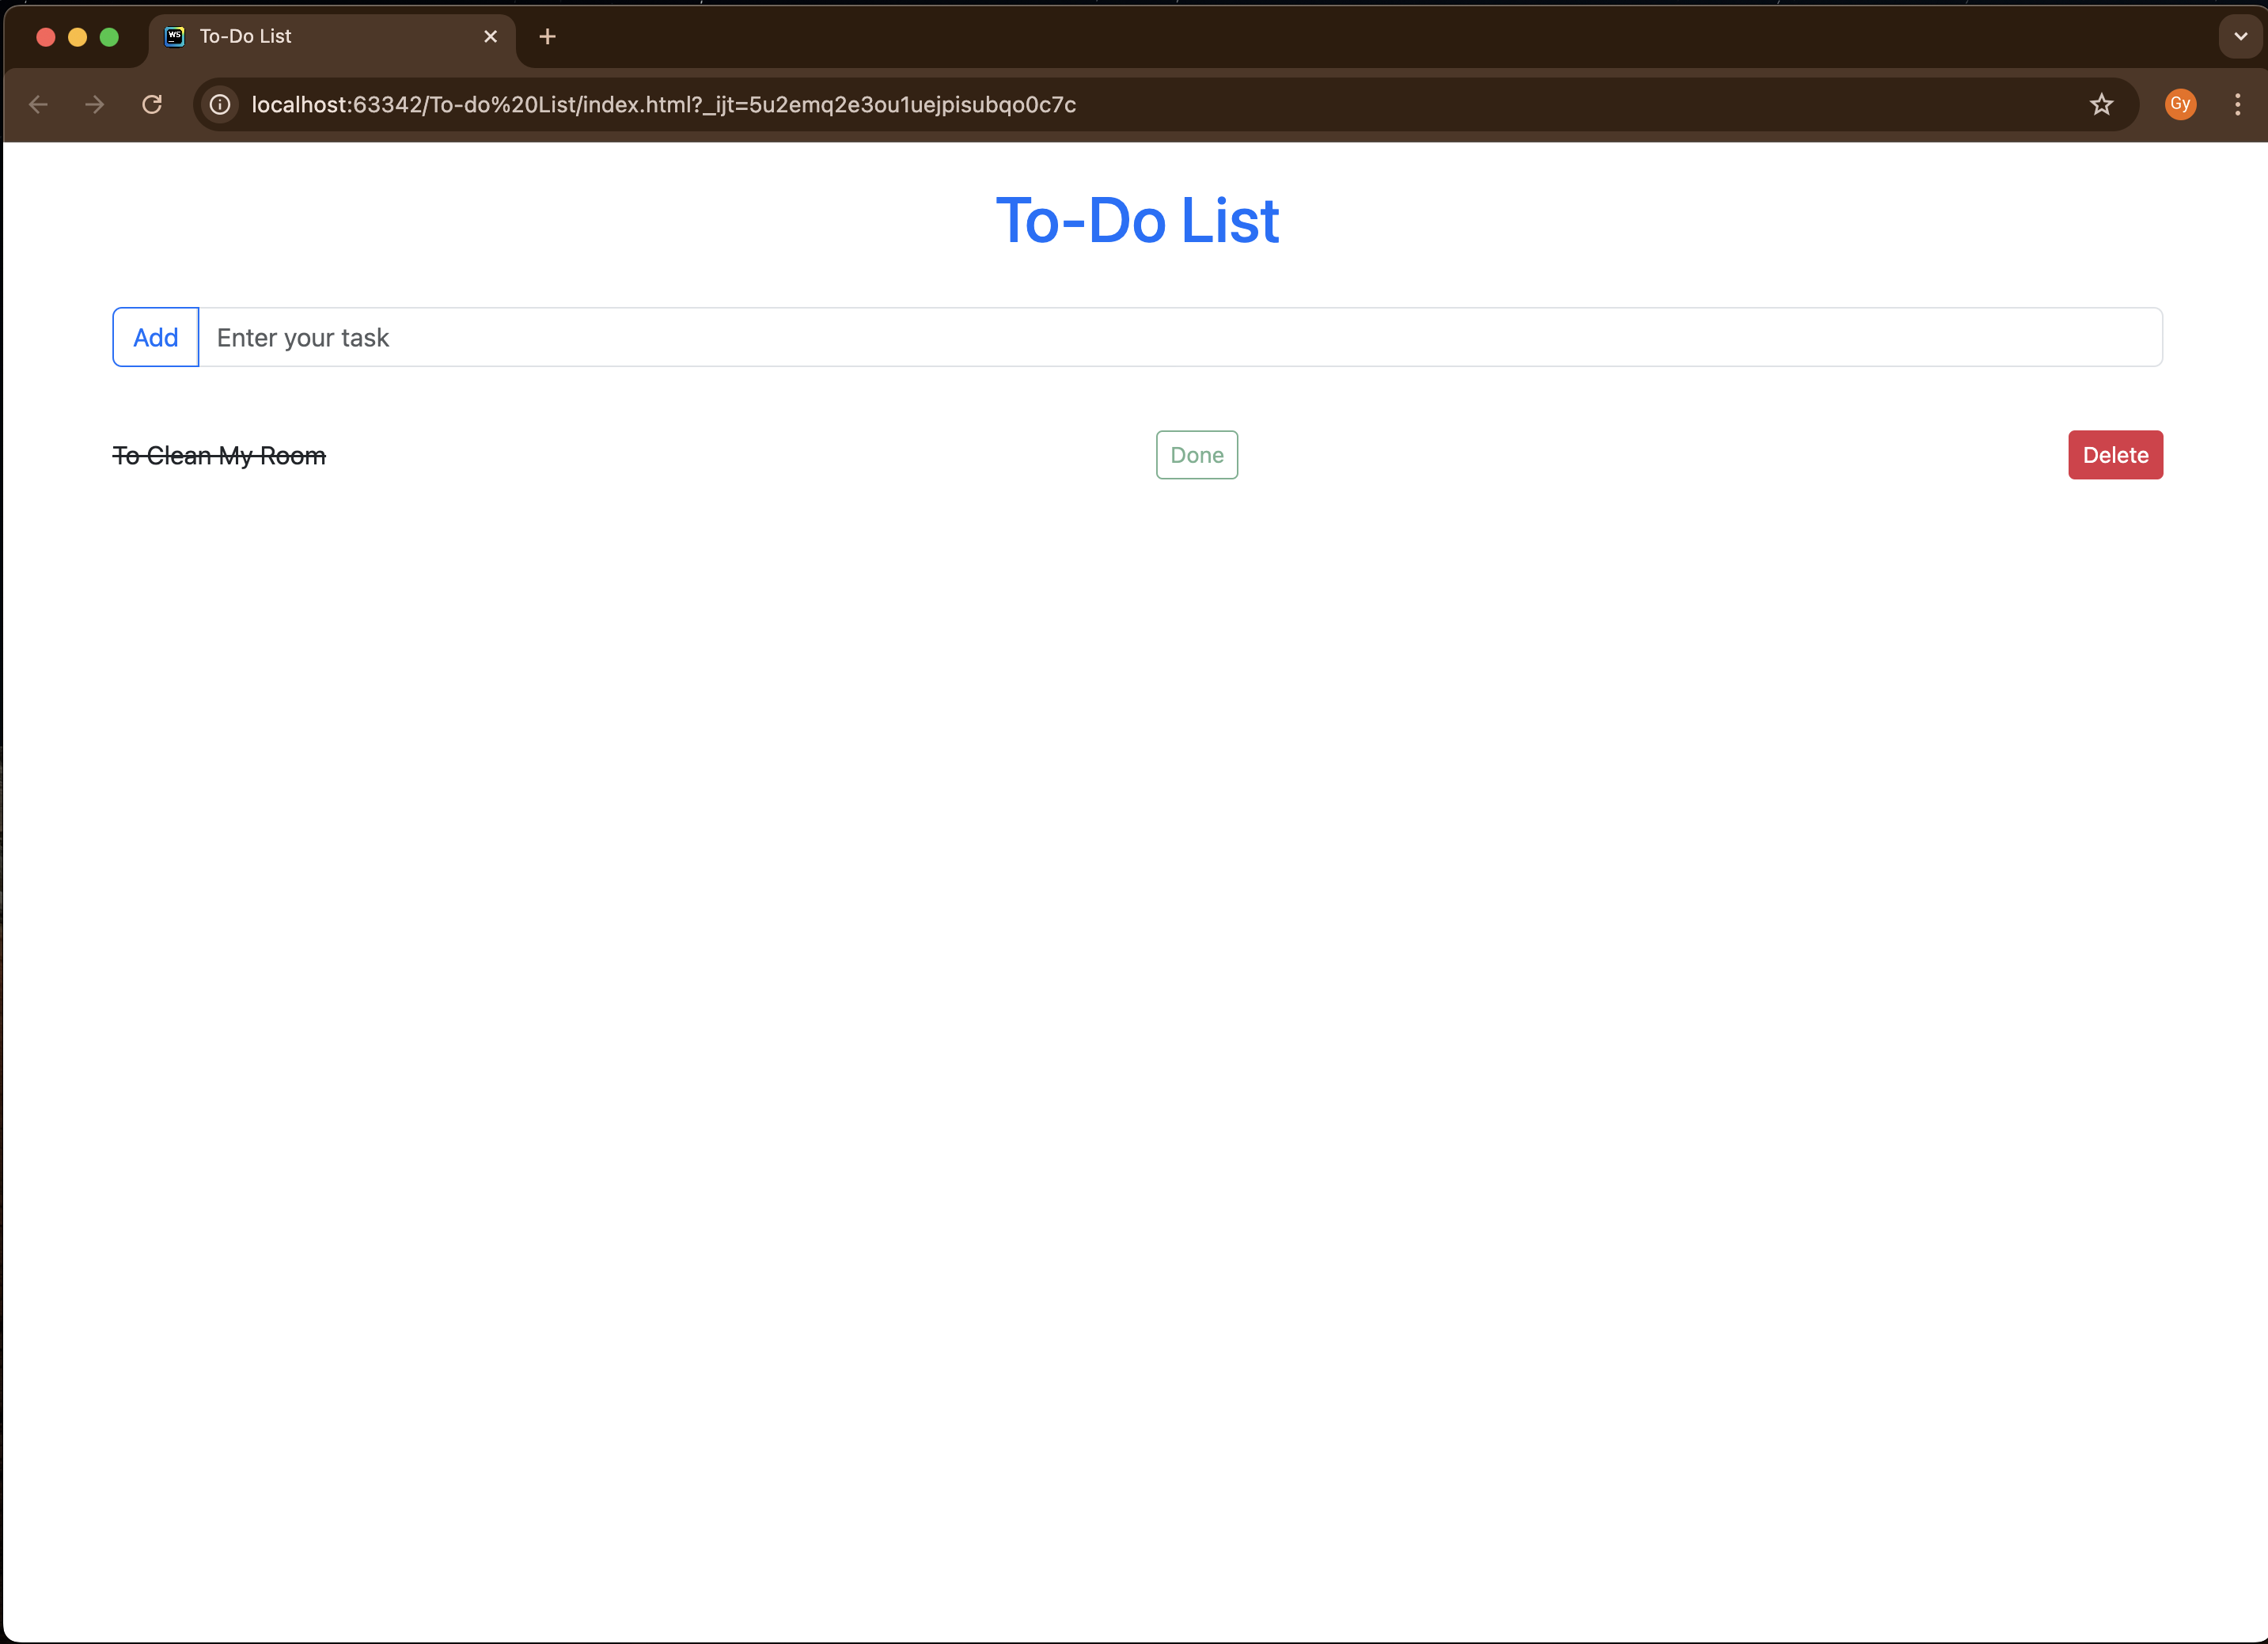 To-Do List
localhost:63342/To-do%20List/index.html?_ijt=5u2emq2e3ou1uejpisubqo0c7c
Gy
To-Do List
Add Enter your task
To Clean My Room Done Delete